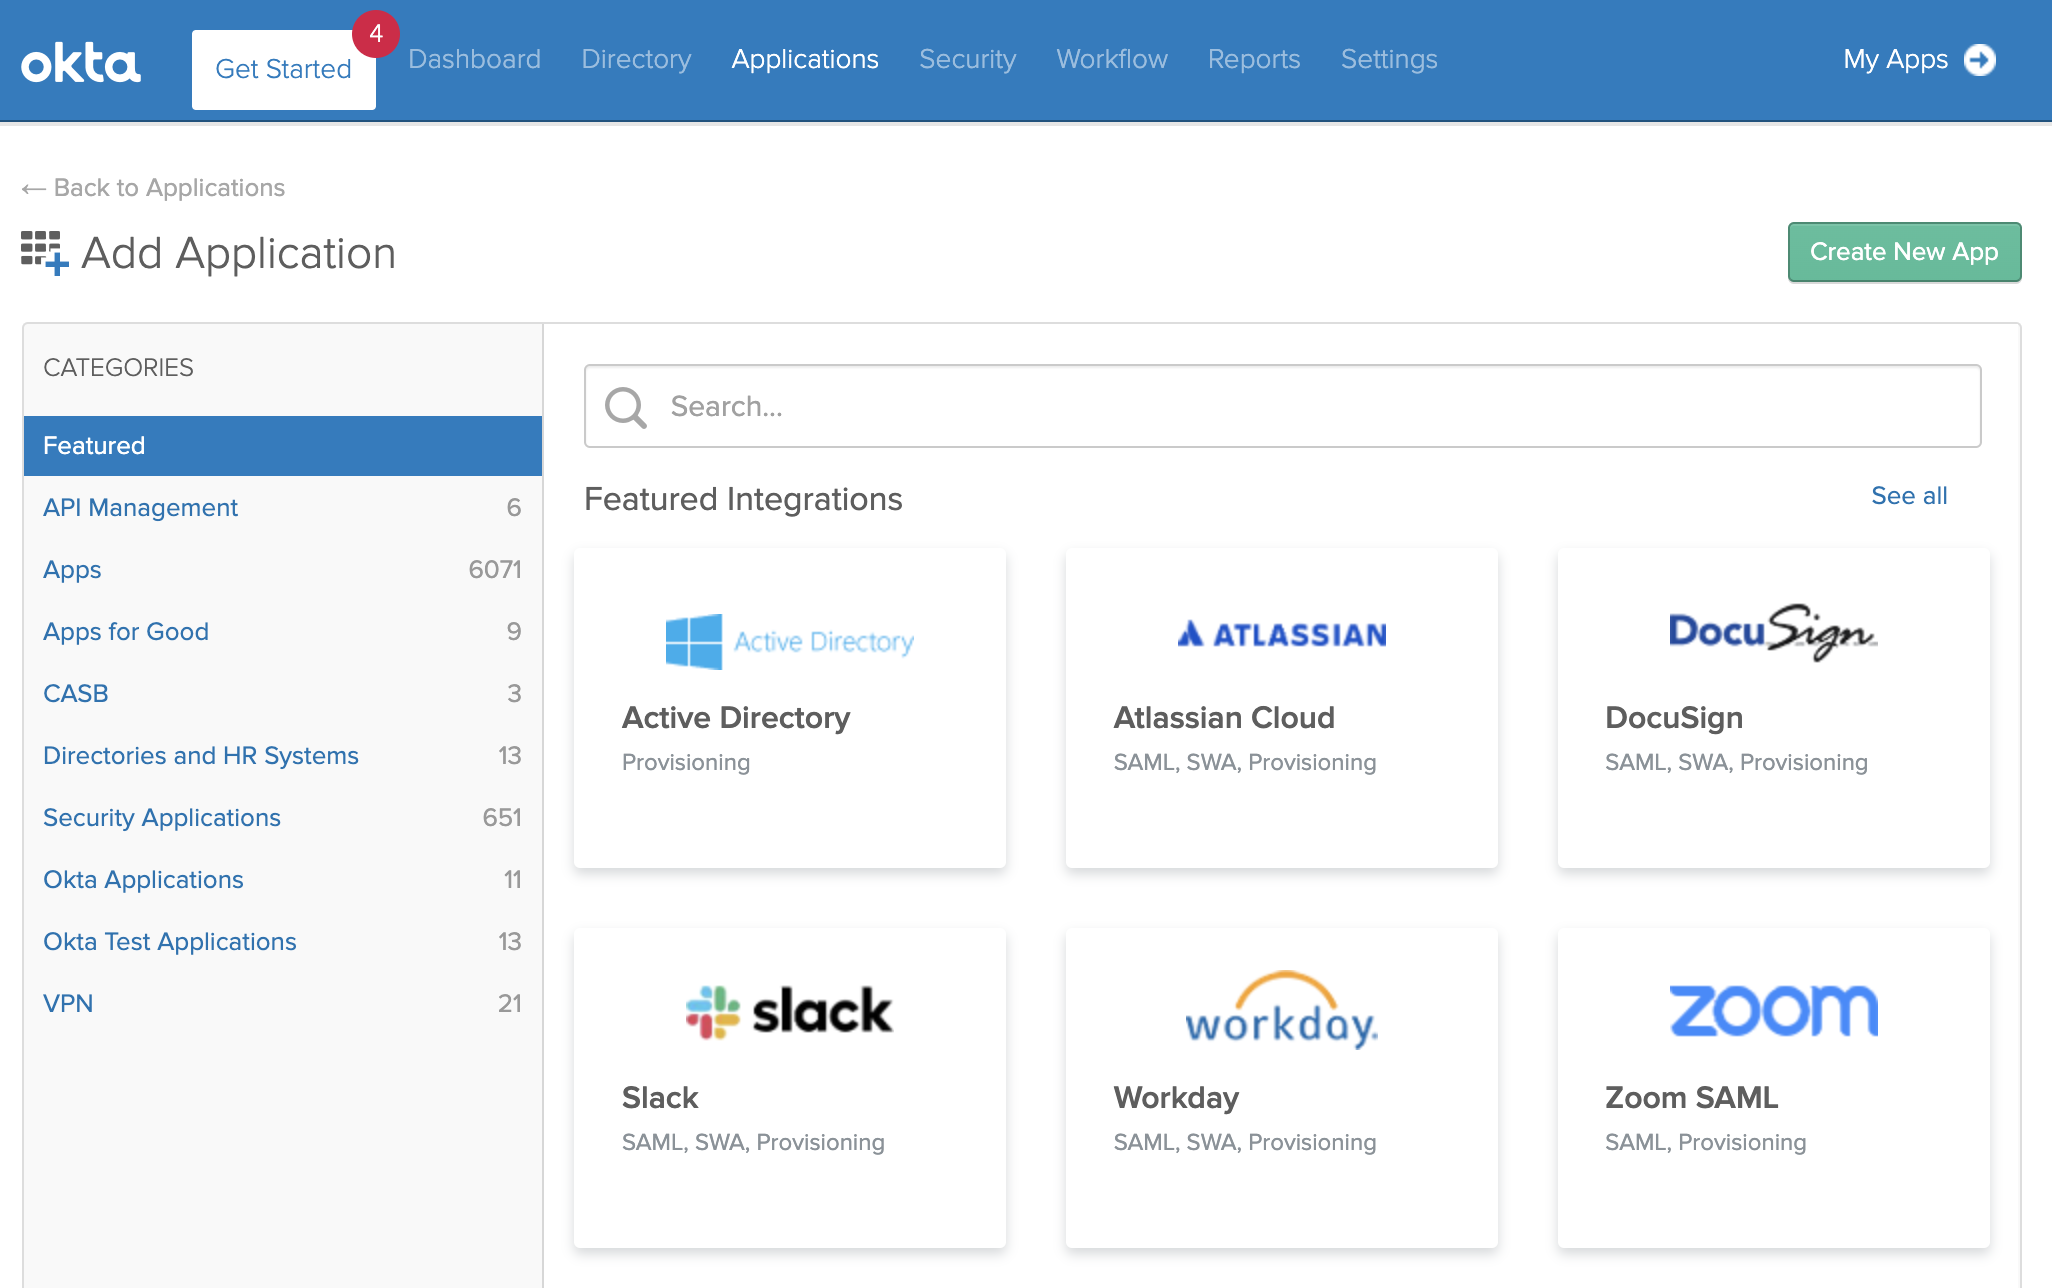 okta
Get Started
4
Dashboard
Directory
Applications
Security
Workflow
Reports
Settings
My Apps
← Back to Applications
Add Application
Create New App
CATEGORIES
Featured
API Management 6
Apps 6071
Apps for Good 9
CASB 3
Directories and HR Systems 13
Security Applications 651
Okta Applications 11
Okta Test Applications 13
VPN 21
Search...
Featured Integrations
See all
Active Directory
Active Directory
Provisioning
ATLASSIAN
Atlassian Cloud
SAML, SWA, Provisioning
DocuSign
DocuSign
SAML, SWA, Provisioning
slack
Slack
SAML, SWA, Provisioning
workday.
Workday
SAML, SWA, Provisioning
zoom
Zoom SAML
SAML, Provisioning